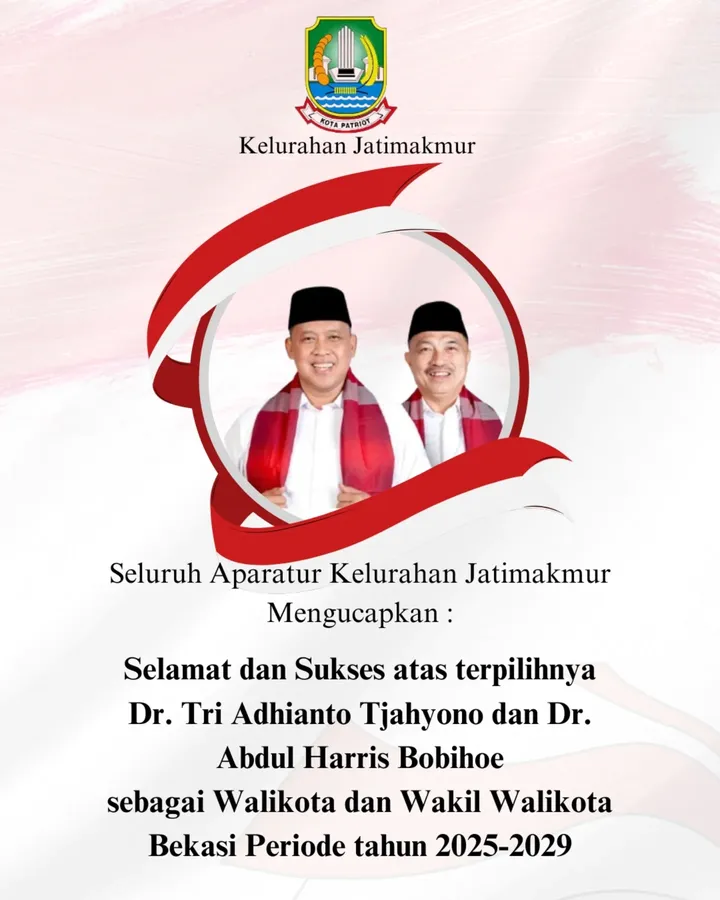 KOTA PATRIOT
Kelurahan Jatimakmur
Seluruh Aparatur Kelurahan Jatimakmur
Mengucapkan :
Selamat dan Sukses atas terpilihnya
Dr. Tri Adhianto Tjahyono dan Dr.
Abdul Harris Bobihoe
sebagai Walikota dan Wakil Walikota
Bekasi Periode tahun 2025-2029